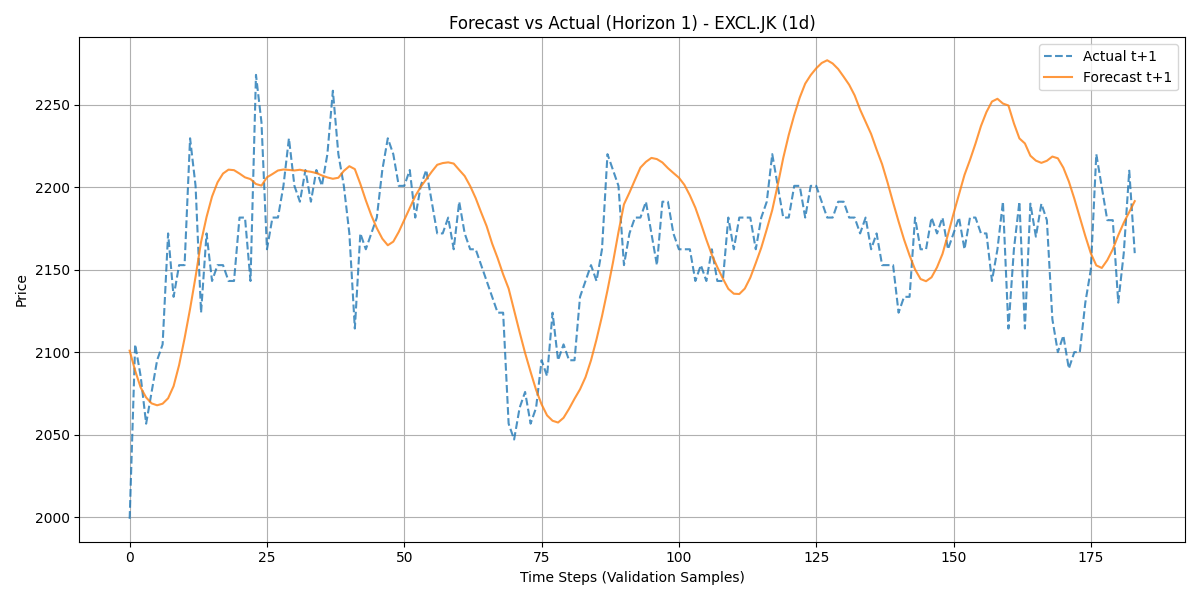 Forecast vs Actual (Horizon 1) - EXCL.JK (1d)
Actual t+1
Forecast t+1
Price
2250
2200
2150
2100
2050
2000
0 25 50 75 100 125 150 175
Time Steps (Validation Samples)